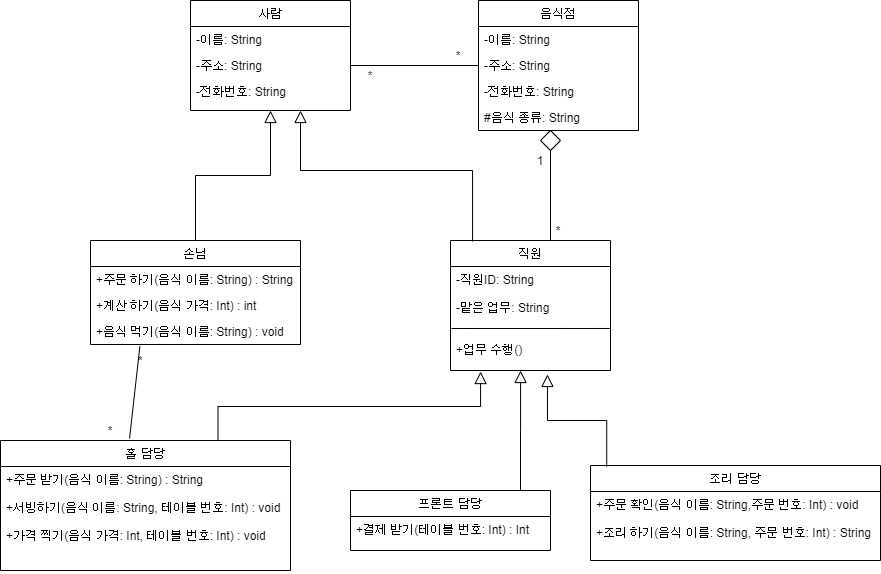 사람
-이름: String
-주소: String
-전화번호: String
음식점
-이름: String
-주소: String
-전화번호: String
#음식 종류: String
*
*
1
*
손님
+주문 하기(음식 이름: String) : String
+계산 하기(음식 가격: Int) : int
+음식 먹기(음식 이름: String) : void
직원
-직원ID: String
-맡은 업무: String
+업무 수행()
*
*
홀 담당
+주문 받기(음식 이름: String) : String
+서빙하기(음식 이름: String, 테이블 번호: Int) : void
+가격 찍기(음식 가격: Int, 테이블 번호: Int) : void
프론트 담당
+결제 받기(테이블 번호: Int) : Int
조리 담당
+주문 확인(음식 이름: String,주문 번호: Int) : void
+조리 하기(음식 이름: String, 주문 번호: Int) : String